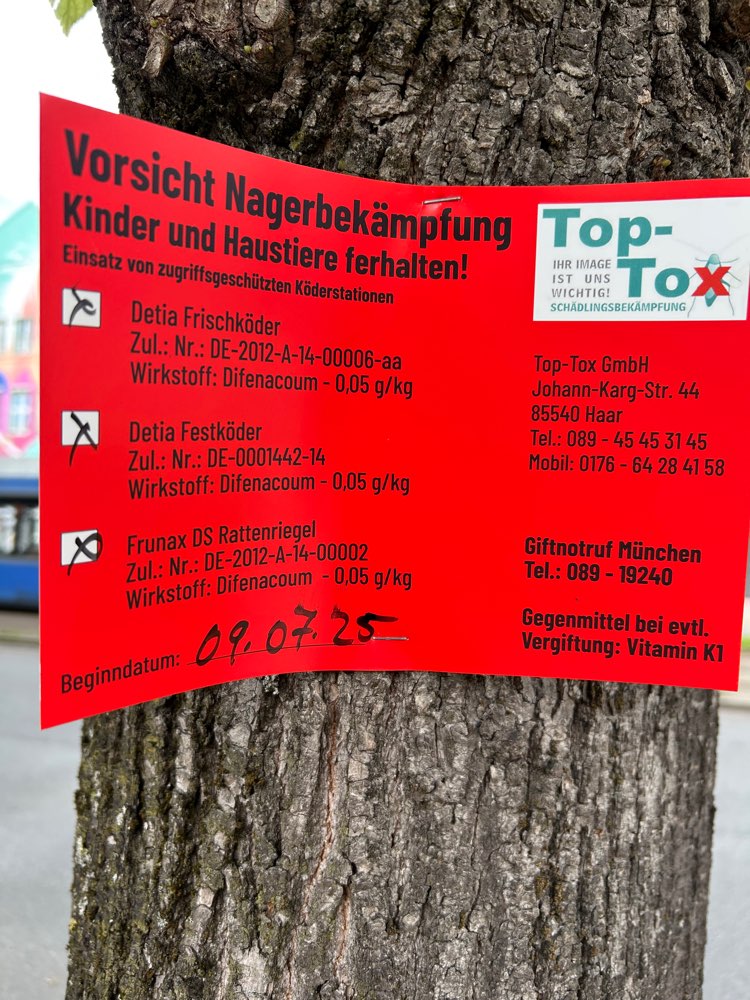 Vorsicht Nagerbekämpfung
Kinder und Haustiere ferhalten!
Einsatz von zugriffsgeschützten Köderstationen
Detia Frischköder
Zul.: Nr.: DE-2012-A-14-00006-aa
Wirkstoff: Difenacoum - 0,05 g/kg
Detia Festköder
Zul.: Nr.: DE-0001442-14
Wirkstoff: Difenacoum - 0,05 g/kg
Frunax DS Rattenriegel
Zul.: Nr.: DE-2012-A-14-00002
Wirkstoff: Difenacoum - 0,05 g/kg
Beginndatum: 09.07.25
Top-
Tox
IHR IMAGE
IST UNS
WICHTIG!
SCHÄDLINGSBEKÄMPFUNG
Top-Tox GmbH
Johann-Karg-Str. 44
85540 Haar
Tel.: 089 - 45 45 31 45
Mobil: 0176 - 64 28 41 58
Giftnotruf München
Tel.: 089 - 19240
Gegenmittel bei evtl.
Vergiftung: Vitamin K1